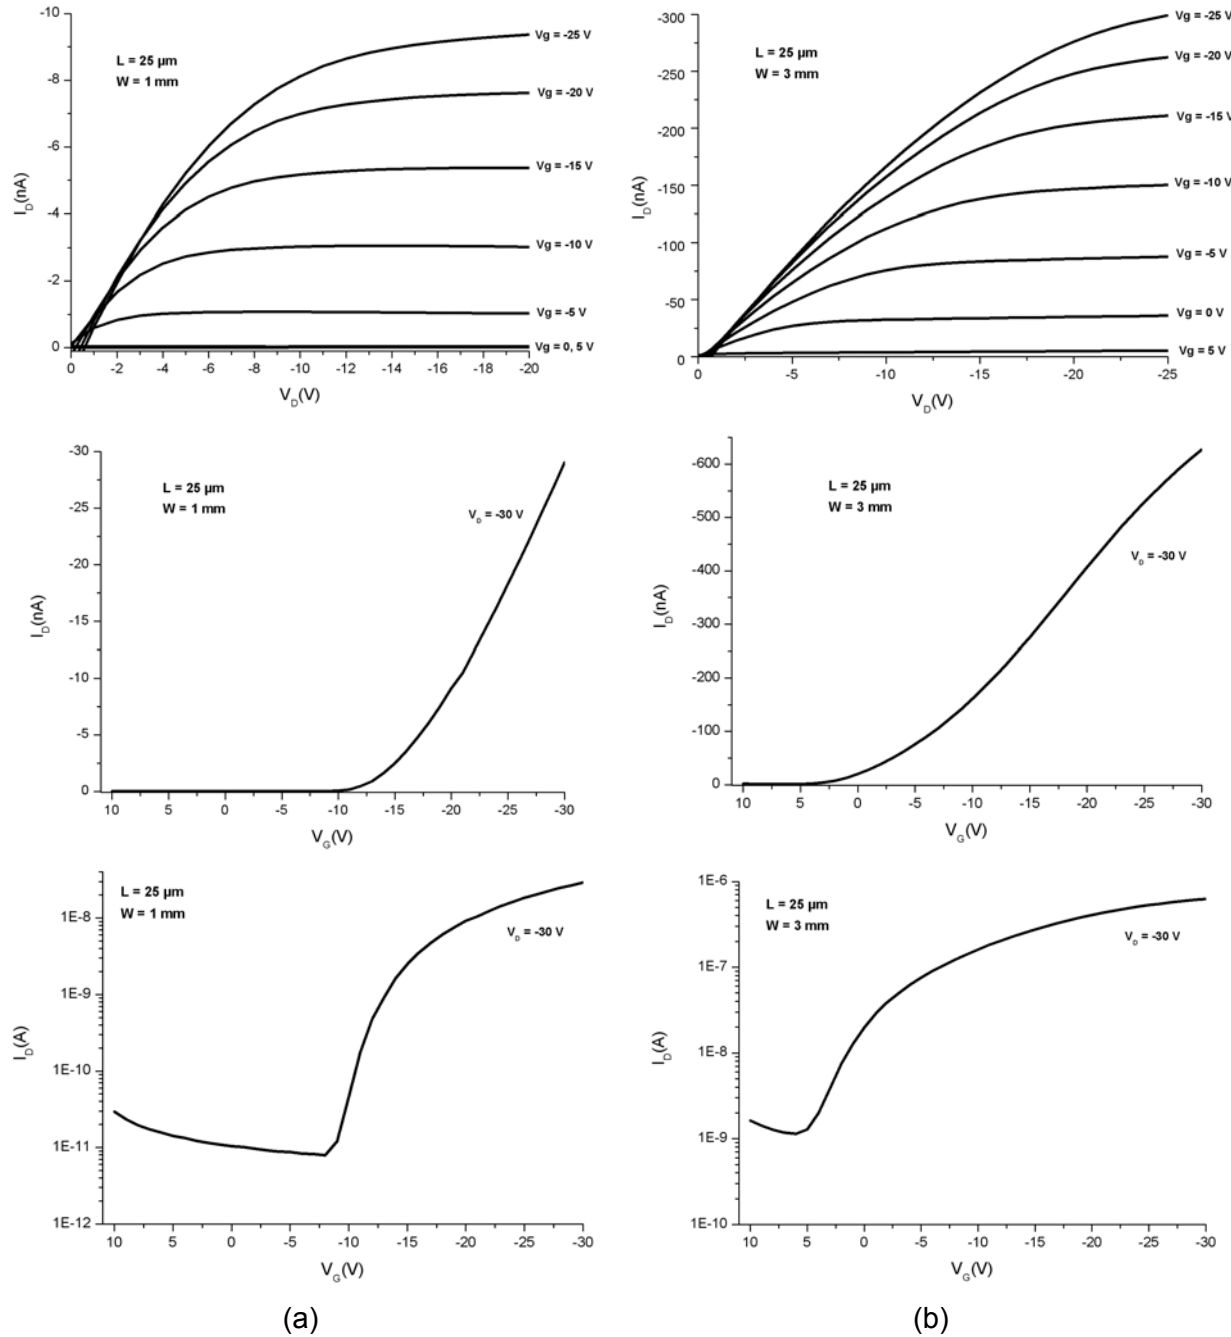 -10
-8
-6
-4
-2
0
I_D(nA)
L = 25 µm
W = 1 mm
Vg = -25 V
Vg = -20 V
Vg = -15 V
Vg = -10 V
Vg = -5 V
Vg = 0, 5 V
0 -2 -4 -6 -8 -10 -12 -14 -16 -18 -20
V_D(V)
-300
-250
-200
-150
-100
-50
0
I_D(nA)
L = 25 µm
W = 3 mm
Vg = -25 V
Vg = -20 V
Vg = -15 V
Vg = -10 V
Vg = -5 V
Vg = 0 V
Vg = 5 V
0 -5 -10 -15 -20 -25
V_D(V)
-30
-25
-20
-15
-10
-5
0
I_D(nA)
L = 25 µm
W = 1 mm
V_D = -30 V
10 5 0 -5 -10 -15 -20 -25 -30
V_G(V)
-600
-500
-400
-300
-200
-100
0
I_D(nA)
L = 25 µm
W = 3 mm
V_D = -30 V
10 5 0 -5 -10 -15 -20 -25 -30
V_G(V)
1E-8
1E-9
1E-10
1E-11
1E-12
I_D(A)
L = 25 µm
W = 1 mm
V_D = -30 V
10 5 0 -5 -10 -15 -20 -25 -30
V_G(V)
1E-6
1E-7
1E-8
1E-9
1E-10
I_D(A)
L = 25 µm
W = 3 mm
V_D = -30 V
10 5 0 -5 -10 -15 -20 -25 -30
V_G(V)
(a)
(b)